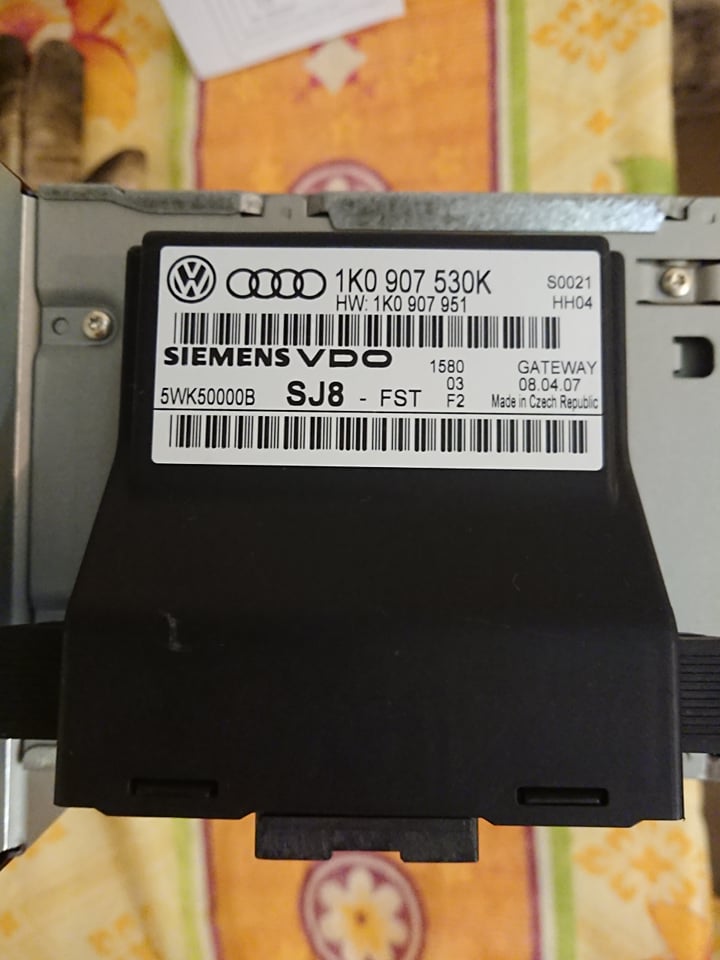 1K0 907 530K
HW: 1K0 907 951
S0021
HH04
SIEMENS VDO
1580
GATEWAY
03
08.04.07
5WK50000B
SJ8 - FST
F2
Made in Czech Republic